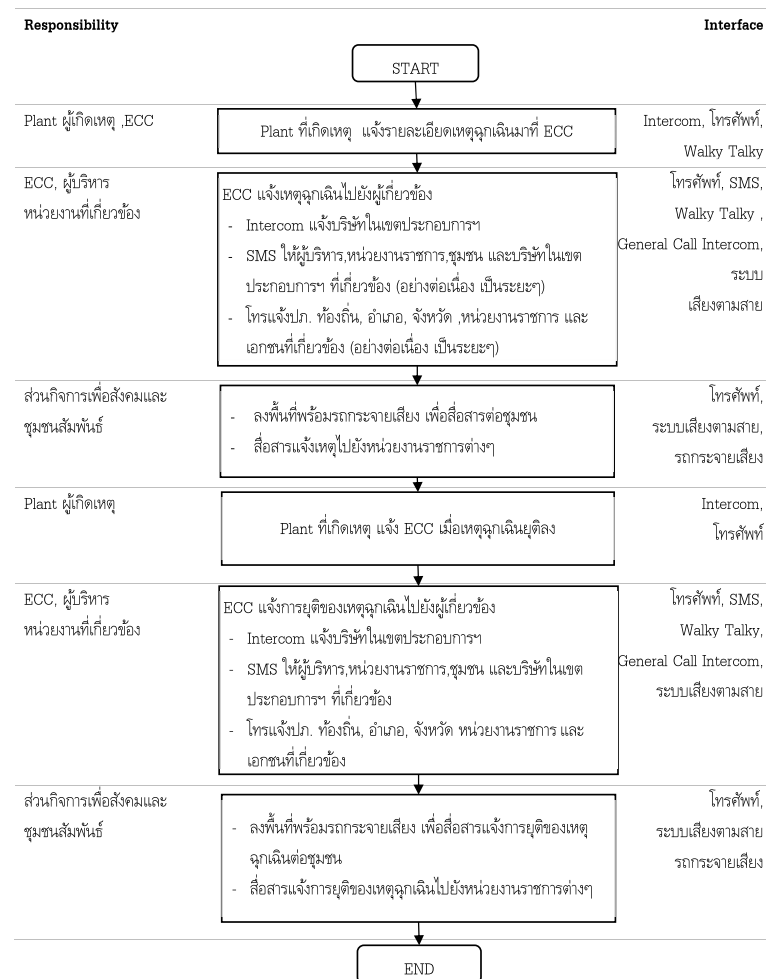 Responsibility
Interface
START
Plant ผู้เกิดเหตุ ,ECC
Plant ที่เกิดเหตุ แจ้งรายละเอียดเหตุฉุกเฉินมาที่ ECC
Intercom, โทรศัพท์,
Walky Talky
ECC, ผู้บริหาร
หน่วยงานที่เกี่ยวข้อง
ECC แจ้งเหตุฉุกเฉินไปยังผู้เกี่ยวข้อง
- Intercom แจ้งบริษัทในเขตประกอบการฯ
- SMS ให้ผู้บริหาร,หน่วยงานราชการ,ชุมชน และบริษัทในเขต
ประกอบการฯ ที่เกี่ยวข้อง (อย่างต่อเนื่อง เป็นระยะๆ)
- โทรแจ้งปภ. ท้องถิ่น, อำเภอ, จังหวัด ,หน่วยงานราชการ และ
เอกชนที่เกี่ยวข้อง (อย่างต่อเนื่อง เป็นระยะๆ)
โทรศัพท์, SMS,
Walky Talky ,
General Call Intercom,
ระบบ
เสียงตามสาย
ส่วนกิจการเพื่อสังคมและ
ชุมชนสัมพันธ์
- ลงพื้นที่พร้อมรถกระจายเสียง เพื่อสื่อสารต่อชุมชน
- สื่อสารแจ้งเหตุไปยังหน่วยงานราชการต่างๆ
โทรศัพท์,
ระบบเสียงตามสาย,
รถกระจายเสียง
Plant ผู้เกิดเหตุ
Plant ที่เกิดเหตุ แจ้ง ECC เมื่อเหตุฉุกเฉินยุติลง
Intercom,
โทรศัพท์
ECC, ผู้บริหาร
หน่วยงานที่เกี่ยวข้อง
ECC แจ้งการยุติของเหตุฉุกเฉินไปยังผู้เกี่ยวข้อง
- Intercom แจ้งบริษัทในเขตประกอบการฯ
- SMS ให้ผู้บริหาร,หน่วยงานราชการ,ชุมชน และบริษัทในเขต
ประกอบการฯ ที่เกี่ยวข้อง
- โทรแจ้งปภ. ท้องถิ่น, อำเภอ, จังหวัด หน่วยงานราชการ และ
เอกชนที่เกี่ยวข้อง
โทรศัพท์, SMS,
Walky Talky,
General Call Intercom,
ระบบเสียงตามสาย
ส่วนกิจการเพื่อสังคมและ
ชุมชนสัมพันธ์
- ลงพื้นที่พร้อมรถกระจายเสียง เพื่อสื่อสารแจ้งการยุติของเหตุ
ฉุกเฉินต่อชุมชน
- สื่อสารแจ้งการยุติของเหตุฉุกเฉินไปยังหน่วยงานราชการต่างๆ
โทรศัพท์,
ระบบเสียงตามสาย
รถกระจายเสียง
END